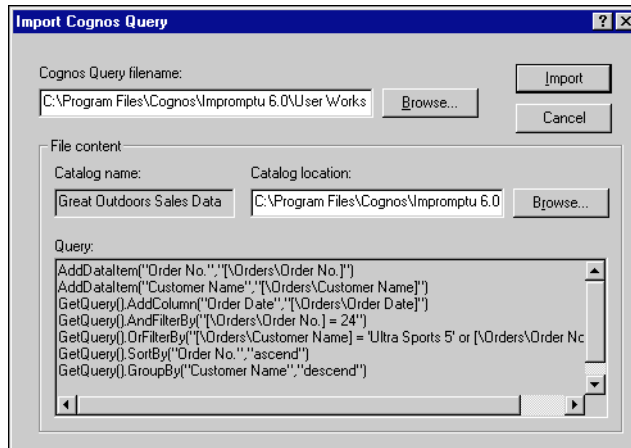 Import Cognos Query
Cognos Query filename:
C:\Program Files\Cognos\Impromptu 6.0\User Works
Browse...
Import
Cancel
File content
Catalog name:
Catalog location:
Great Outdoors Sales Data
C:\Program Files\Cognos\Impromptu 6.0
Browse...
Query:
AddDataItem("Order No.","[\Orders\Order No.]")
AddDataItem("Customer Name","[\Orders\Customer Name]")
GetQuery().AddColumn("Order Date","[\Orders\Order Date]")
GetQuery().AndFilterBy("[\Orders\Order No.] = 24")
GetQuery().OrFilterBy("[\Orders\Customer Name] = 'Ultra Sports 5' or [\Orders\Order Nc
GetQuery().SortBy("Order No.","ascend")
GetQuery().GroupBy("Customer Name","descend")